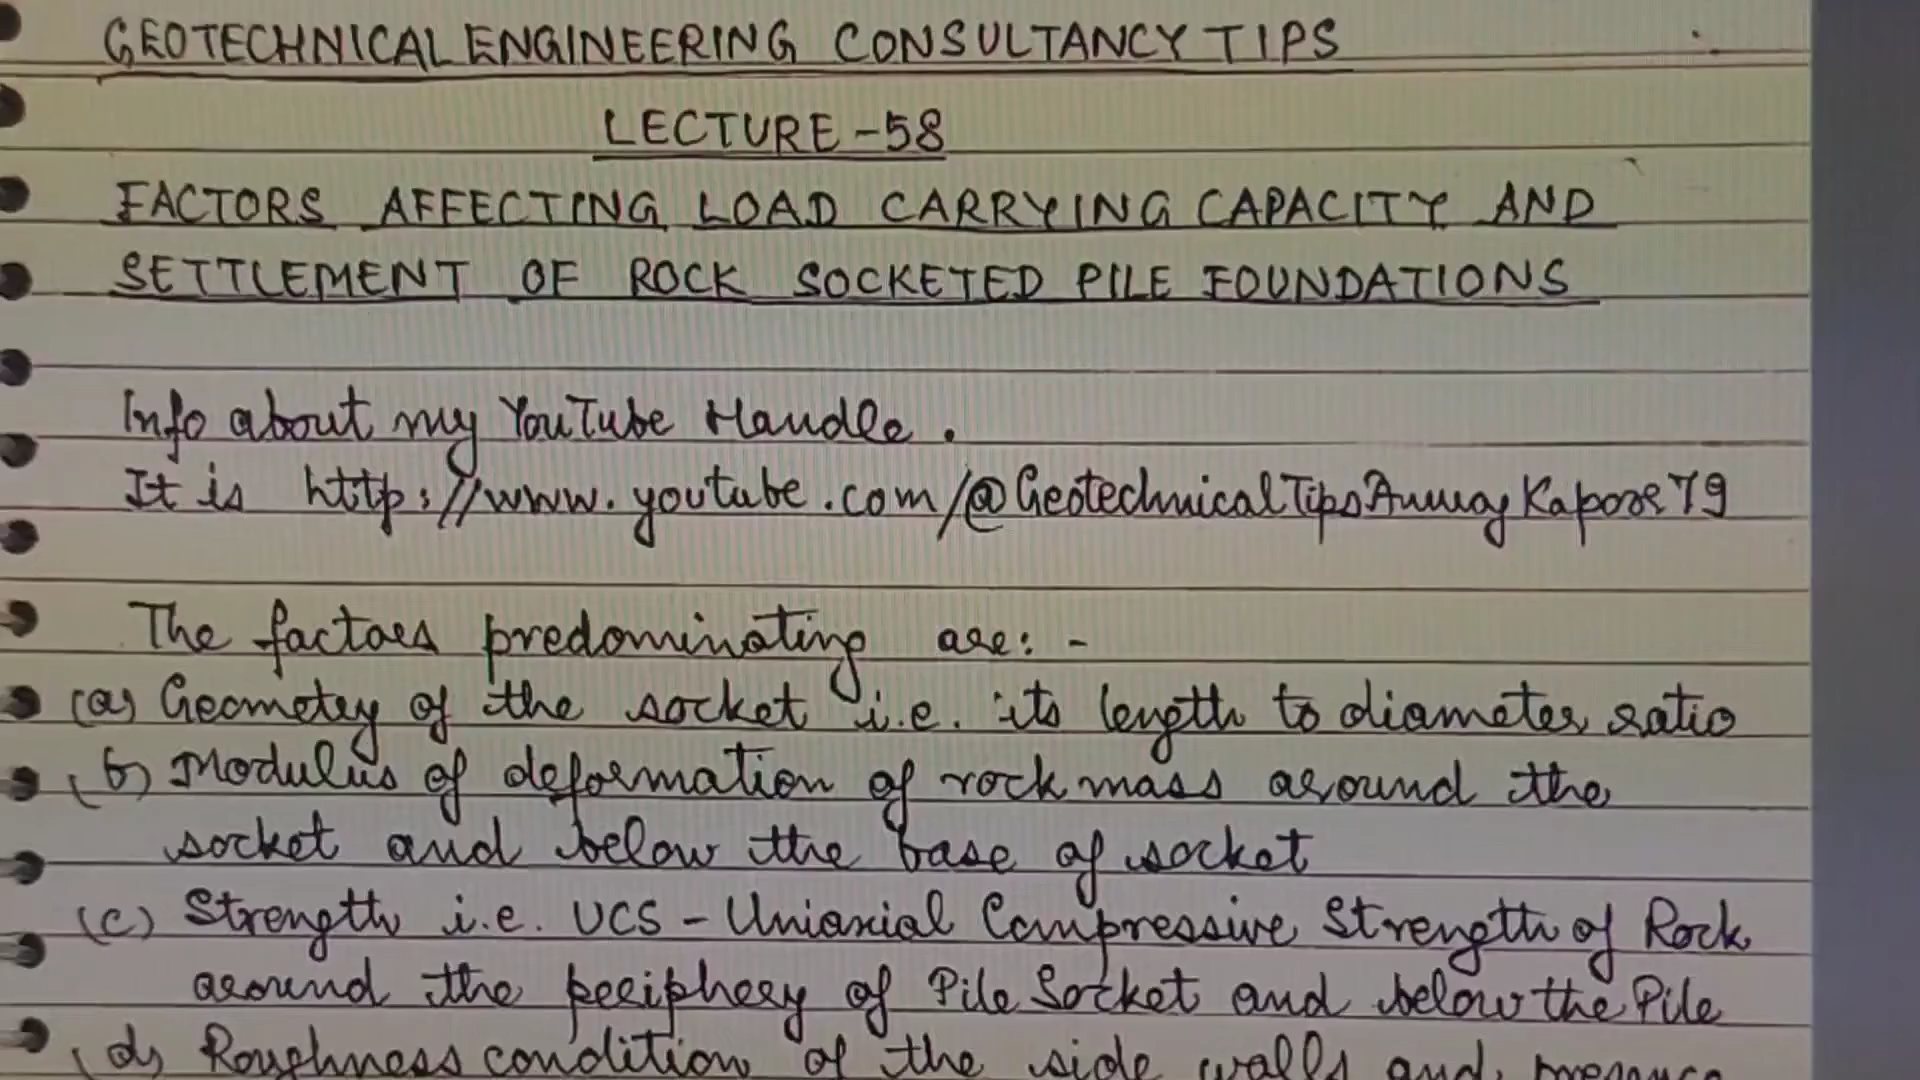 GEOTECHNICAL ENGINEERING CONSULTANCY TIPS
LECTURE-58
FACTORS AFFECTING LOAD CARRYING CAPACITY AND
SETTLEMENT OF ROCK SOCKETED PILE FOUNDATIONS
Info about my YouTube Handle.
It is http://www.youtube.com/@GeotechnicalTipsAnuragKapoor79
The factors predominating are:-
(a) Geometry of the socket i.e. its length to diameter ratio
(b) Modulus of deformation of rock mass around the
socket and below the base of socket
(c) Strength i.e. UCS - Uniaxial Compressive Strength of Rock
around the periphery of Pile Socket and below the Pile
(d) Roughness condition of the side walls and